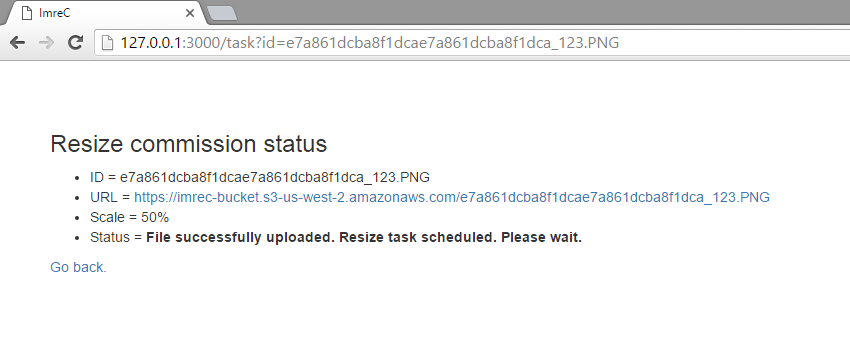 ImreC
127.0.0.1:3000/task?id=e7a861dcba8f1dcae7a861dcba8f1dca_123.PNG
Resize commission status
ID = e7a861dcba8f1dcae7a861dcba8f1dca_123.PNG
URL = https://imrec-bucket.s3-us-west-2.amazonaws.com/e7a861dcba8f1dcae7a861dcba8f1dca_123.PNG
Scale = 50%
Status = File successfully uploaded. Resize task scheduled. Please wait.
Go back.